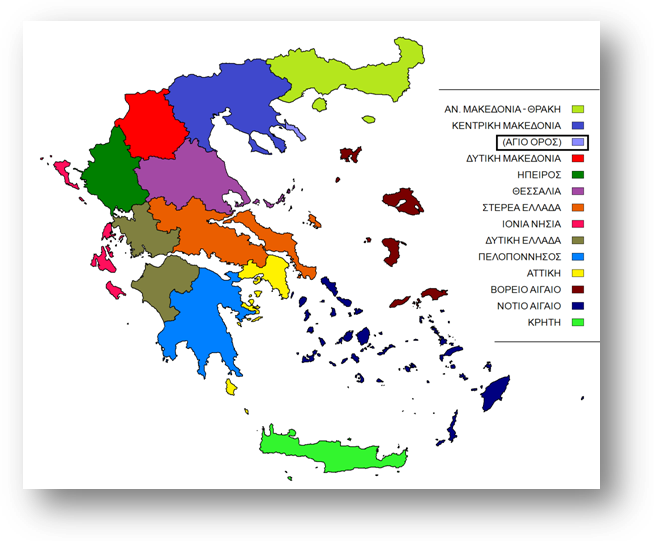 ΑΝ. ΜΑΚΕΔΟΝΙΑ - ΘΡΑΚΗ
ΚΕΝΤΡΙΚΗ ΜΑΚΕΔΟΝΙΑ
(ΑΓΙΟ ΟΡΟΣ)
ΔΥΤΙΚΗ ΜΑΚΕΔΟΝΙΑ
ΗΠΕΙΡΟΣ
ΘΕΣΣΑΛΙΑ
ΣΤΕΡΕΑ ΕΛΛΑΔΑ
ΙΟΝΙΑ ΝΗΣΙΑ
ΔΥΤΙΚΗ ΕΛΛΑΔΑ
ΠΕΛΟΠΟΝΝΗΣΟΣ
ΑΤΤΙΚΗ
ΒΟΡΕΙΟ ΑΙΓΑΙΟ
ΝΟΤΙΟ ΑΙΓΑΙΟ
ΚΡΗΤΗ